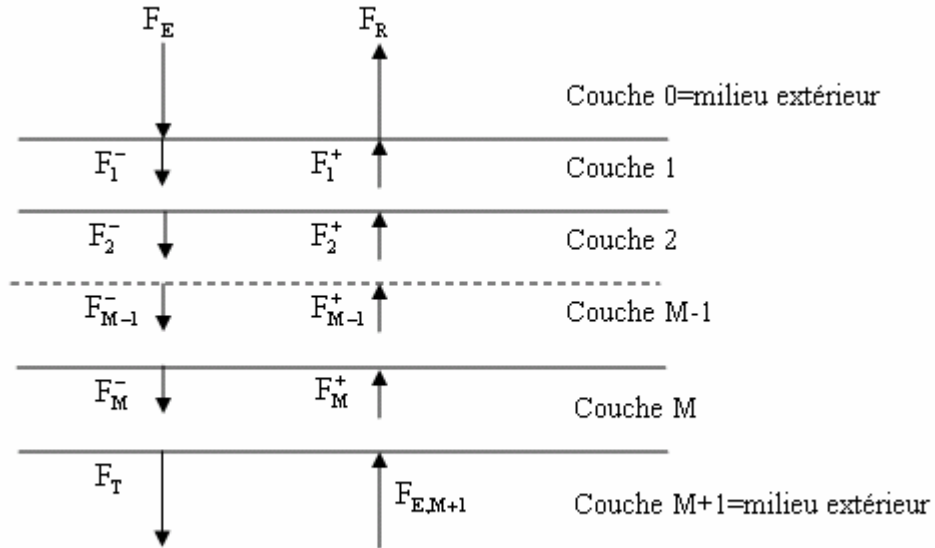 F_E F_R
Couche 0=milieu extérieur
F_1^- F_1^+ Couche 1
F_2^- F_2^+ Couche 2
F_{M-1}^- F_{M-1}^+ Couche M-1
F_M^- F_M^+ Couche M
F_T F_{E,M+1} Couche M+1=milieu extérieur